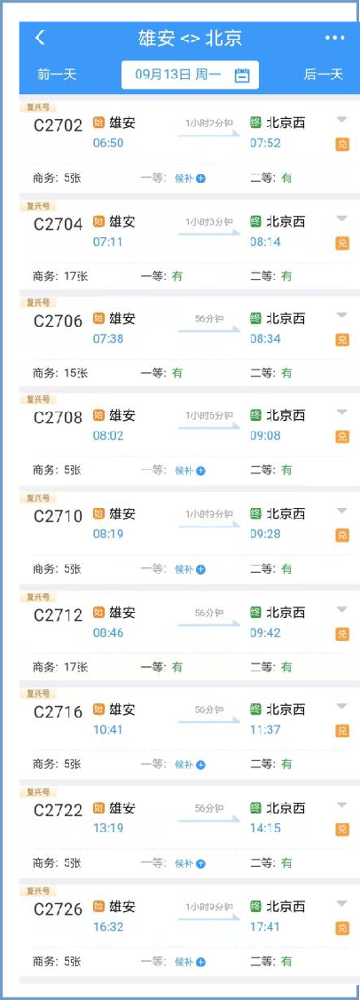 雄安 <> 北京
前一天 09月13日 周一 后一天
复兴号
C2702 始 雄安 1小时2分钟 终 北京西
06:50 07:52 兑
商务: 5张 一等: 候补 二等: 有
复兴号
C2704 始 雄安 1小时3分钟 终 北京西
07:11 08:14 兑
商务: 17张 一等: 有 二等: 有
复兴号
C2706 始 雄安 56分钟 终 北京西
07:38 08:34 兑
商务: 15张 一等: 有 二等: 有
复兴号
C2708 始 雄安 1小时6分钟 终 北京西
08:02 09:08 兑
商务: 5张 一等: 候补 二等: 有
复兴号
C2710 始 雄安 1小时9分钟 终 北京西
08:19 09:28 兑
商务: 5张 一等: 候补 二等: 有
复兴号
C2712 始 雄安 56分钟 终 北京西
08:46 09:42 兑
商务: 17张 一等: 有 二等: 有
复兴号
C2716 始 雄安 56分钟 终 北京西
10:41 11:37 兑
商务: 5张 一等: 候补 二等: 有
复兴号
C2722 始 雄安 56分钟 终 北京西
13:19 14:15 兑
商务: 5张 一等: 候补 二等: 有
复兴号
C2726 始 雄安 1小时9分钟 终 北京西
16:32 17:41 兑
商务: 5张 一等: 候补 二等: 有